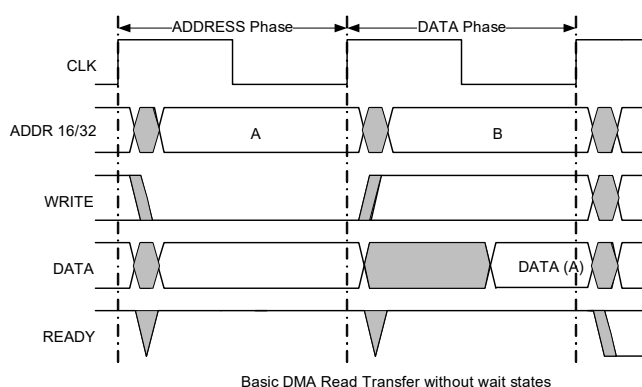 ADDRESS Phase DATA Phase
CLK
ADDR 16/32 A B
WRITE
DATA DATA (A)
READY
Basic DMA Read Transfer without wait states